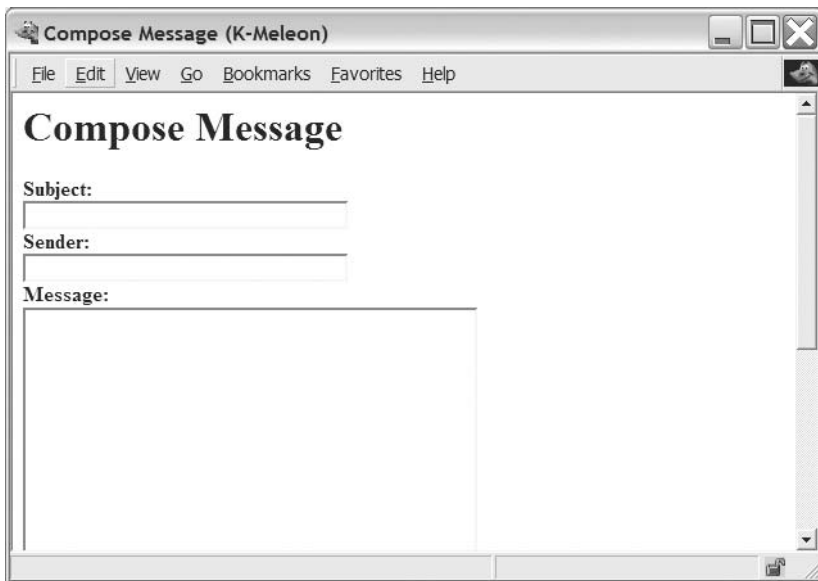 Compose Message (K-Meleon)
File Edit View Go Bookmarks Favorites Help
Compose Message
Subject:
Sender:
Message: